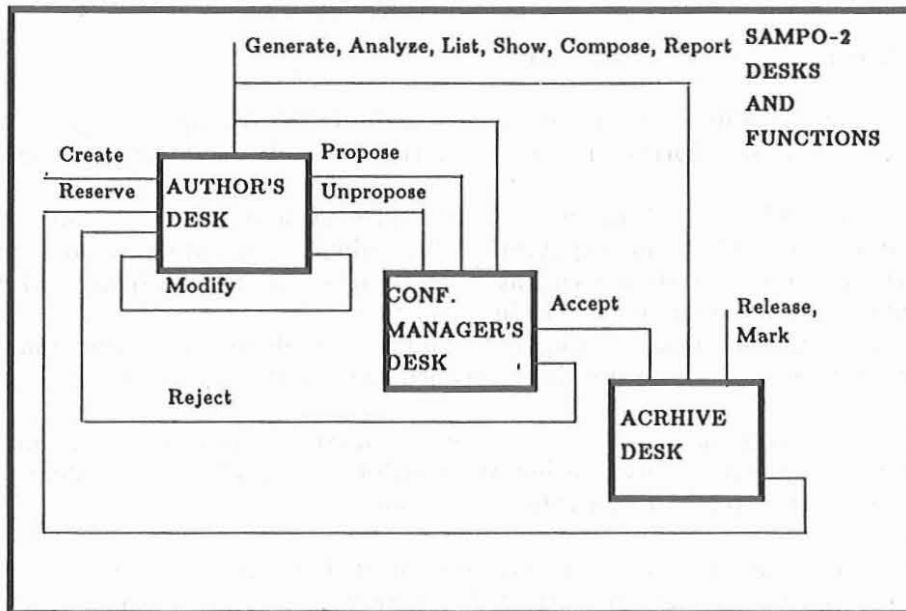 Generate, Analyze, List, Show, Compose, Report
SAMPO-2
DESKS
AND
FUNCTIONS
Create
Reserve
AUTHOR'S
DESK
Propose
Unpropose
Modify
CONF.
MANAGER'S
DESK
Accept
Release,
Mark
Reject
ACRHIVE
DESK